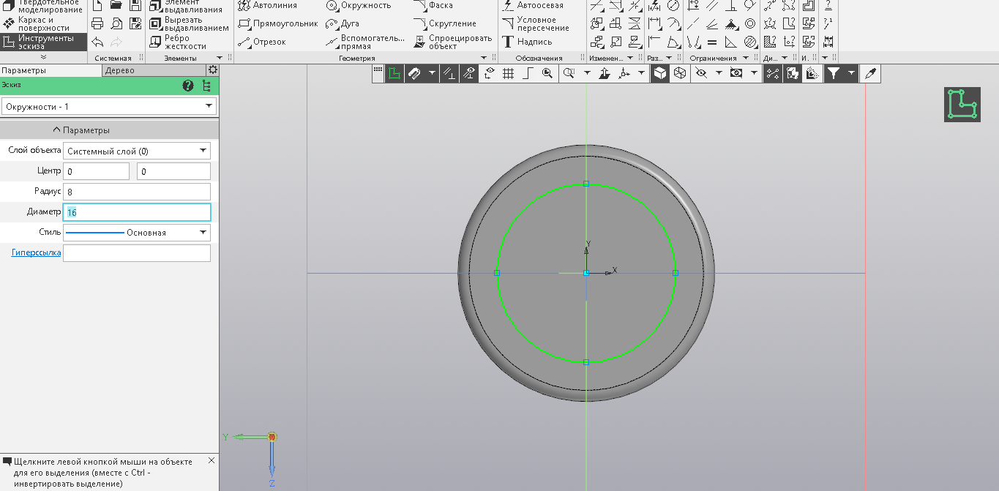 Твердотельное
моделирование
Каркас и
поверхности
Инструменты
эскиза
Системная
Элемент
выдавливания
Вырезать
выдавливанием
Ребро
жесткости
Элементы
Автолиния
Окружность
Фаска
Прямоугольник
Дуга
Скругление
Отрезок
Вспомогатель...
прямая
Спроецировать
объект
Геометрия
Автоосевая
Условное
пересечение
Надпись
Обозначения
Изменен...
Раз...
Ограничения
Ди...
И.
Параметры
Дерево
Эскиз
Окружности - 1
Параметры
Слой объекта Системный слой (0)
Центр 0 0
Радиус 8
Диаметр 16
Стиль Основная
Гиперссылка
Y
X
Y
Z
Щелкните левой кнопкой мыши на объекте
для его выделения (вместе с Ctrl -
инвертировать выделение)